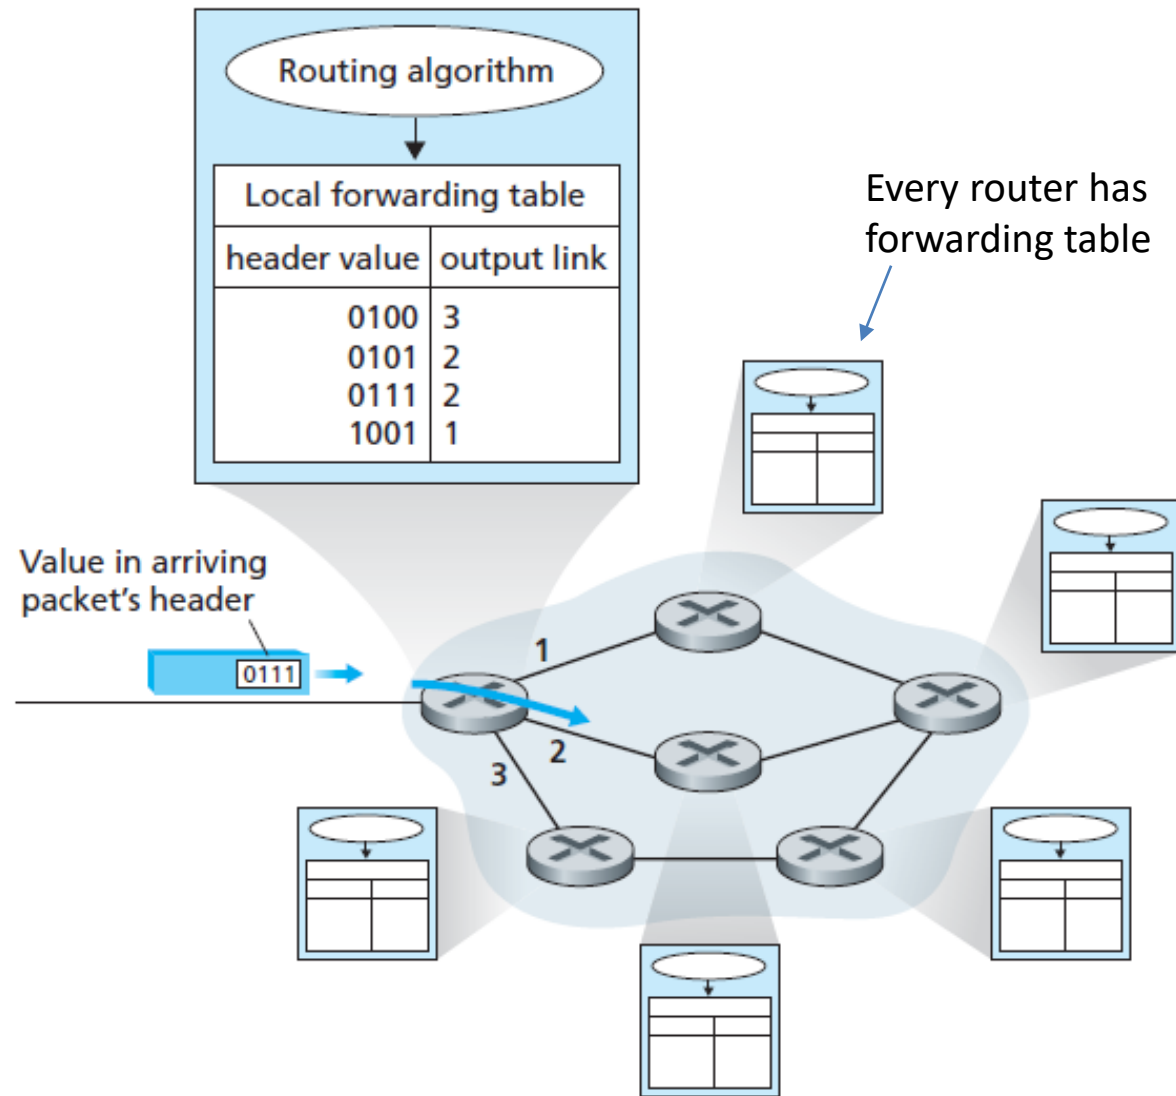 Routing algorithm
Local forwarding table
header value output link
0100 3
0101 2
0111 2
1001 1
Every router has
forwarding table
Value in arriving
packet's header
0111
1
2
3